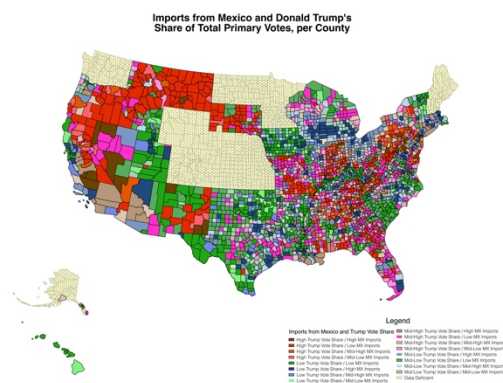 Imports from Mexico and Donald Trump's
Share of Total Primary Votes, per County
Legend
Imports from Mexico and Trump Vote Share
High Trump Vote Share / High MX Imports
High Trump Vote Share / Low MX Imports
High Trump Vote Share / Mid-High MX Imports
High Trump Vote Share / Mid-Low MX Imports
Low Trump Vote Share / High MX Imports
Low Trump Vote Share / Low MX Imports
Low Trump Vote Share / Mid-High MX Imports
Low Trump Vote Share / Mid-Low MX Imports
Mid-High Trump Vote Share / High MX Imports
Mid-High Trump Vote Share / Low MX Imports
Mid-High Trump Vote Share / Mid-High MX Impor
Mid-High Trump Vote Share / Mid-Low MX Import
Mid-Low Trump Vote Share / High MX Imports
Mid-Low Trump Vote Share / Low MX Imports
Mid-Low Trump Vote Share / Mid-High MX Import
Mid-Low Trump Vote Share / Mid-Low MX Import
Data Deficient